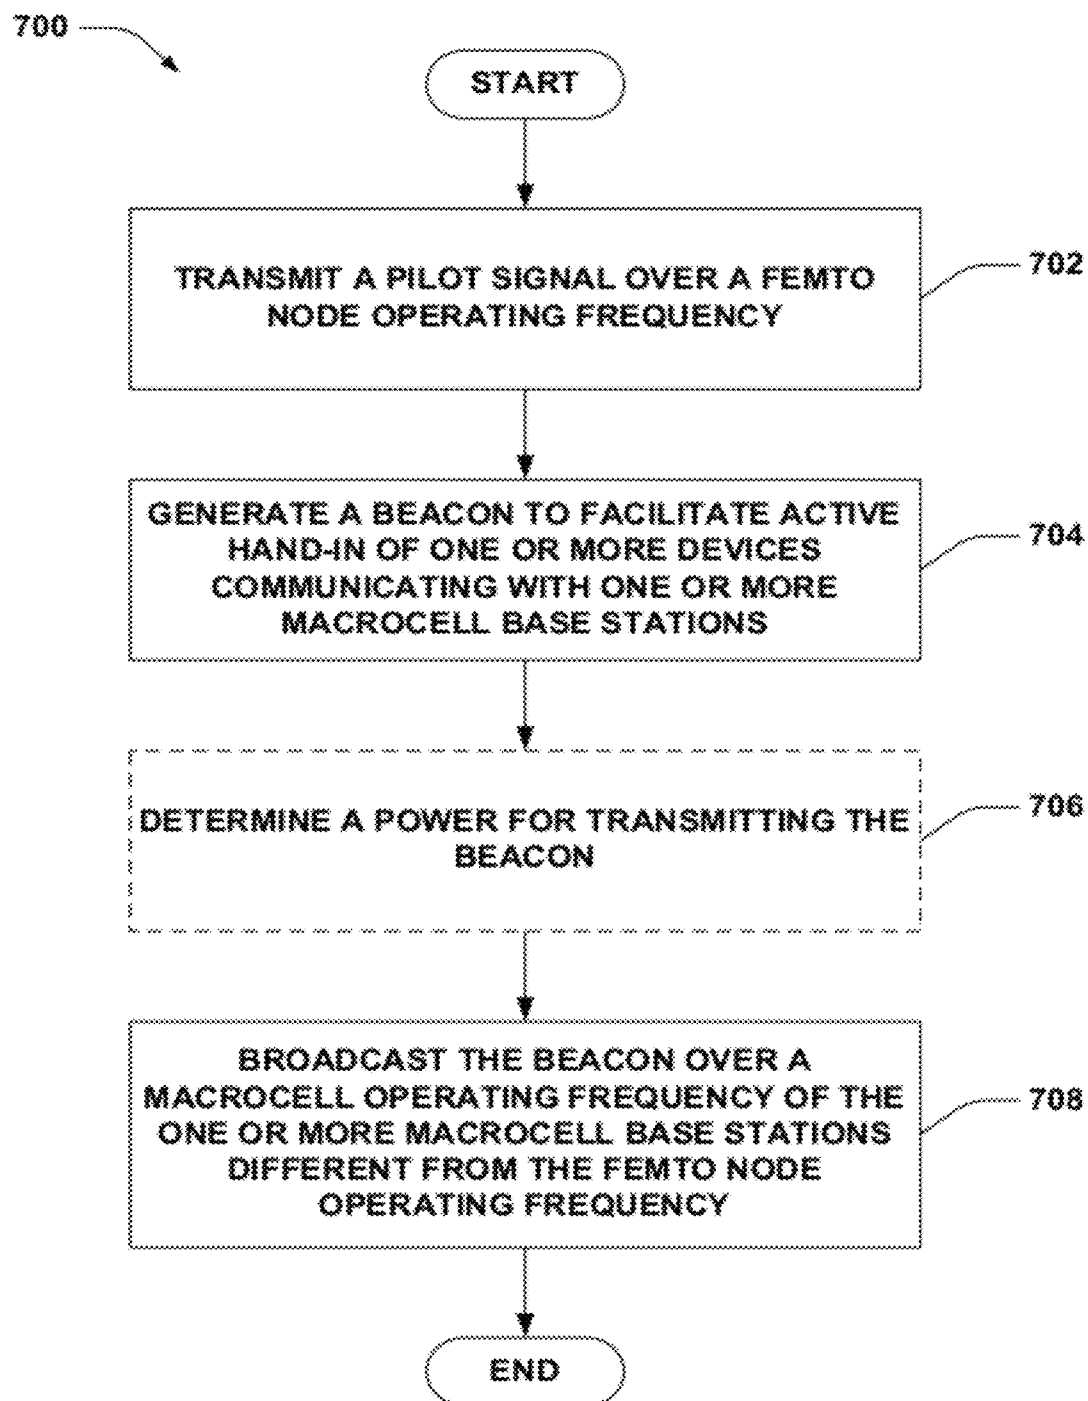 700
START
TRANSMIT A PILOT SIGNAL OVER A FEMTO
NODE OPERATING FREQUENCY
702
GENERATE A BEACON TO FACILITATE ACTIVE
HAND-IN OF ONE OR MORE DEVICES
COMMUNICATING WITH ONE OR MORE
MACROCELL BASE STATIONS
704
DETERMINE A POWER FOR TRANSMITTING THE
BEACON
706
BROADCAST THE BEACON OVER A
MACROCELL OPERATING FREQUENCY OF THE
ONE OR MORE MACROCELL BASE STATIONS
DIFFERENT FROM THE FEMTO NODE
OPERATING FREQUENCY
708
END